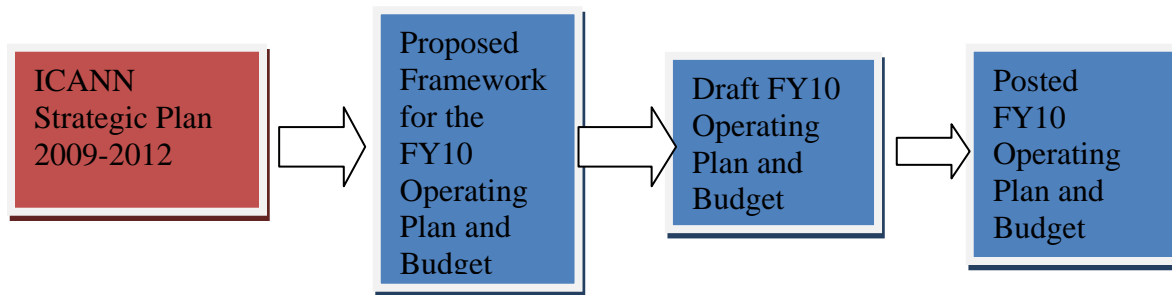 ICANN
Strategic Plan
2009-2012
Proposed
Framework
for the
FY10
Operating
Plan and
Budget
Draft FY10
Operating
Plan and
Budget
Posted
FY10
Operating
Plan and
Budget